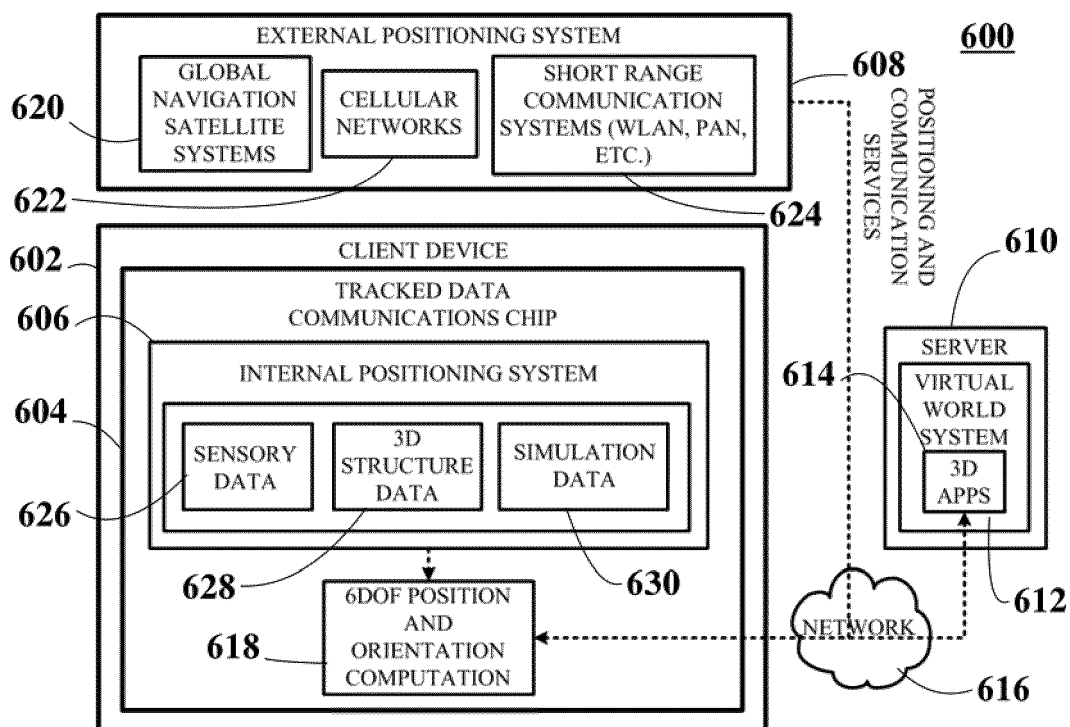 600
EXTERNAL POSITIONING SYSTEM
608
620
GLOBAL
NAVIGATION
SATELLITE
SYSTEMS
CELLULAR
NETWORKS
SHORT RANGE
COMMUNICATION
SYSTEMS (WLAN, PAN,
ETC.)
622
624
POSITIONING AND
COMMUNICATION
SERVICES
602
CLIENT DEVICE
TRACKED DATA
COMMUNICATIONS CHIP
606
INTERNAL POSITIONING SYSTEM
604
SENSORY
DATA
3D
STRUCTURE
DATA
SIMULATION
DATA
626
628
630
618
6DOF POSITION
AND
ORIENTATION
COMPUTATION
610
SERVER
614
VIRTUAL
WORLD
SYSTEM
3D
APPS
612
NETWORK
616